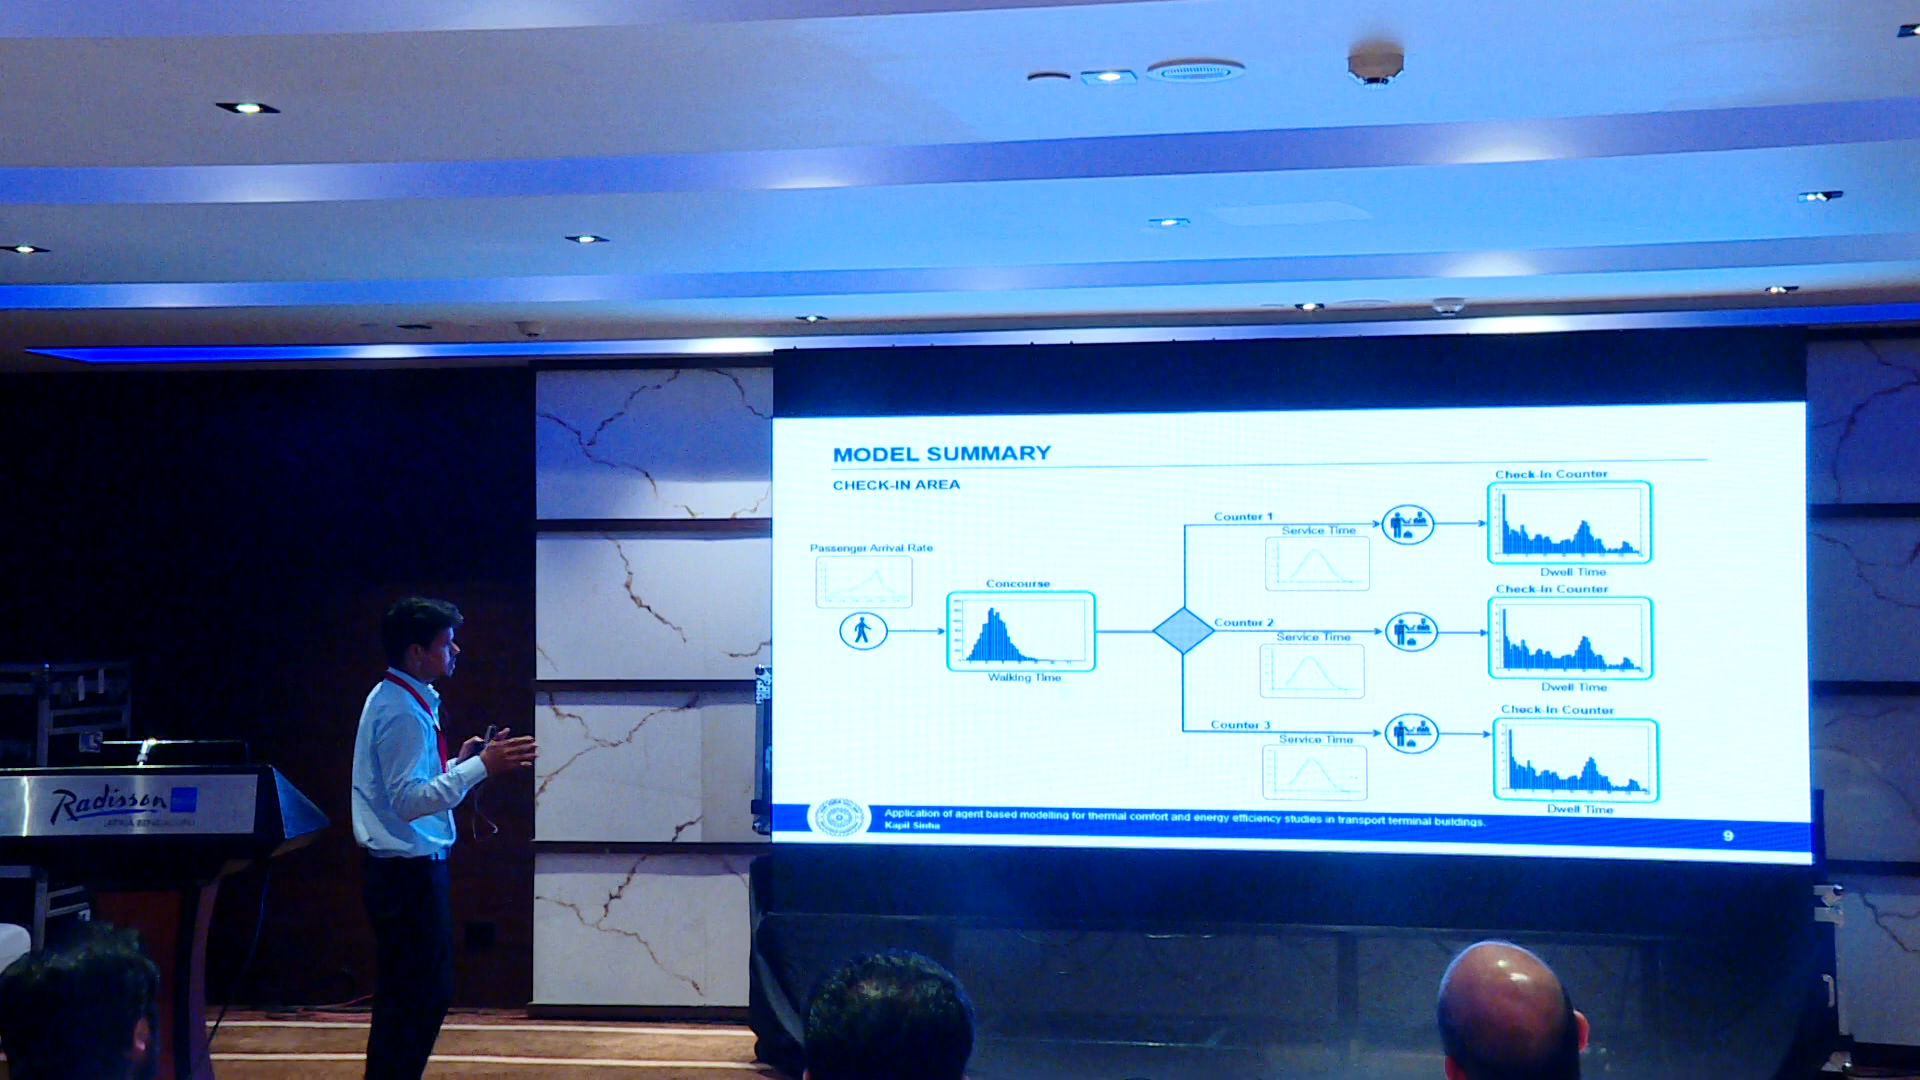 MODEL SUMMARY
CHECK-IN AREA
Passenger Arrival Rate
Concourse
Walking Time
Counter 1
Service Time
Check-In Counter
Dwell Time
Counter 2
Service Time
Check-In Counter
Dwell Time
Counter 3
Service Time
Check-In Counter
Dwell Time
Application of agent based modelling for thermal comfort and energy efficiency studies in transport terminal buildings.
Kapil Sinha
9
Radisson
BLU
ATRIA BENGALURU